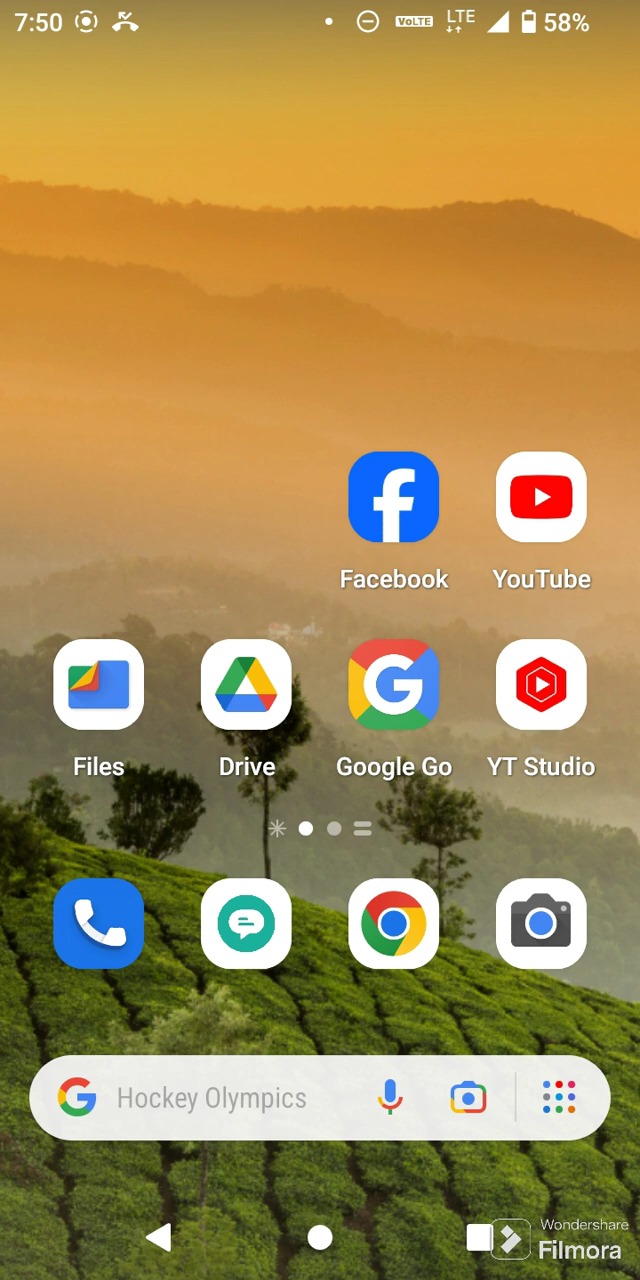 7:50 VoLTE LTE 58%
Facebook YouTube
Files Drive Google Go YT Studio
Hockey Olympics
Wondershare
Filmora